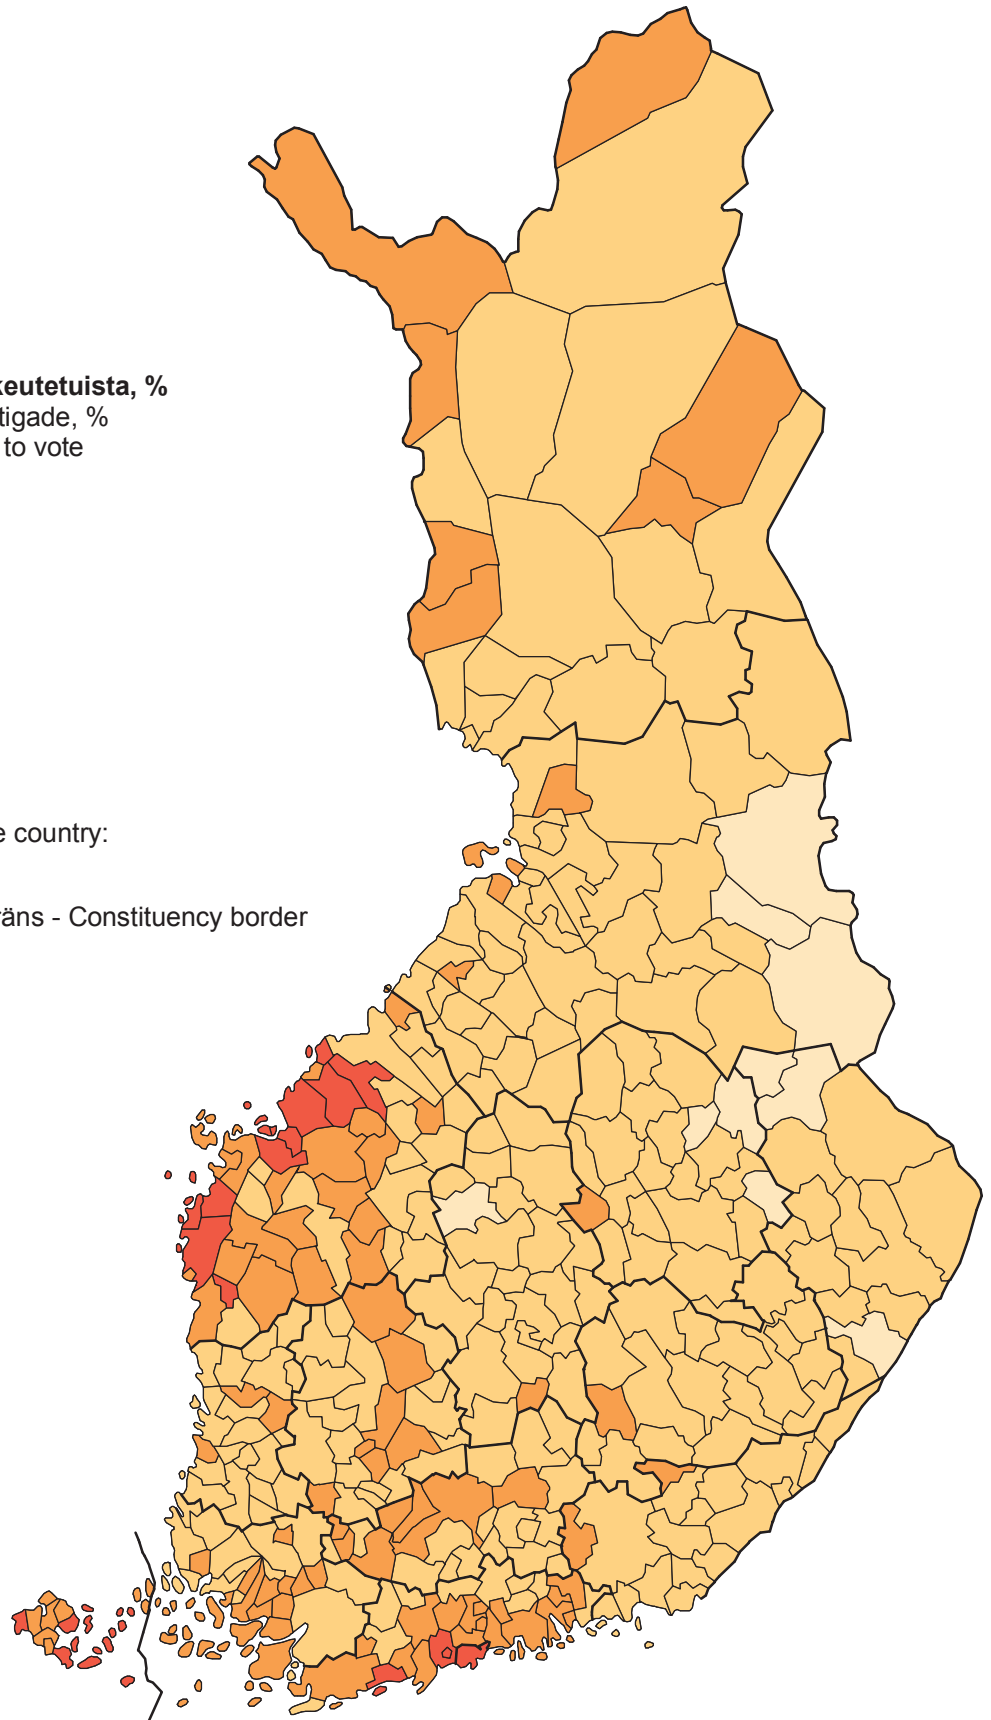 keutetuista, %
tigade, %
to vote
e country:
räns - Constituency border